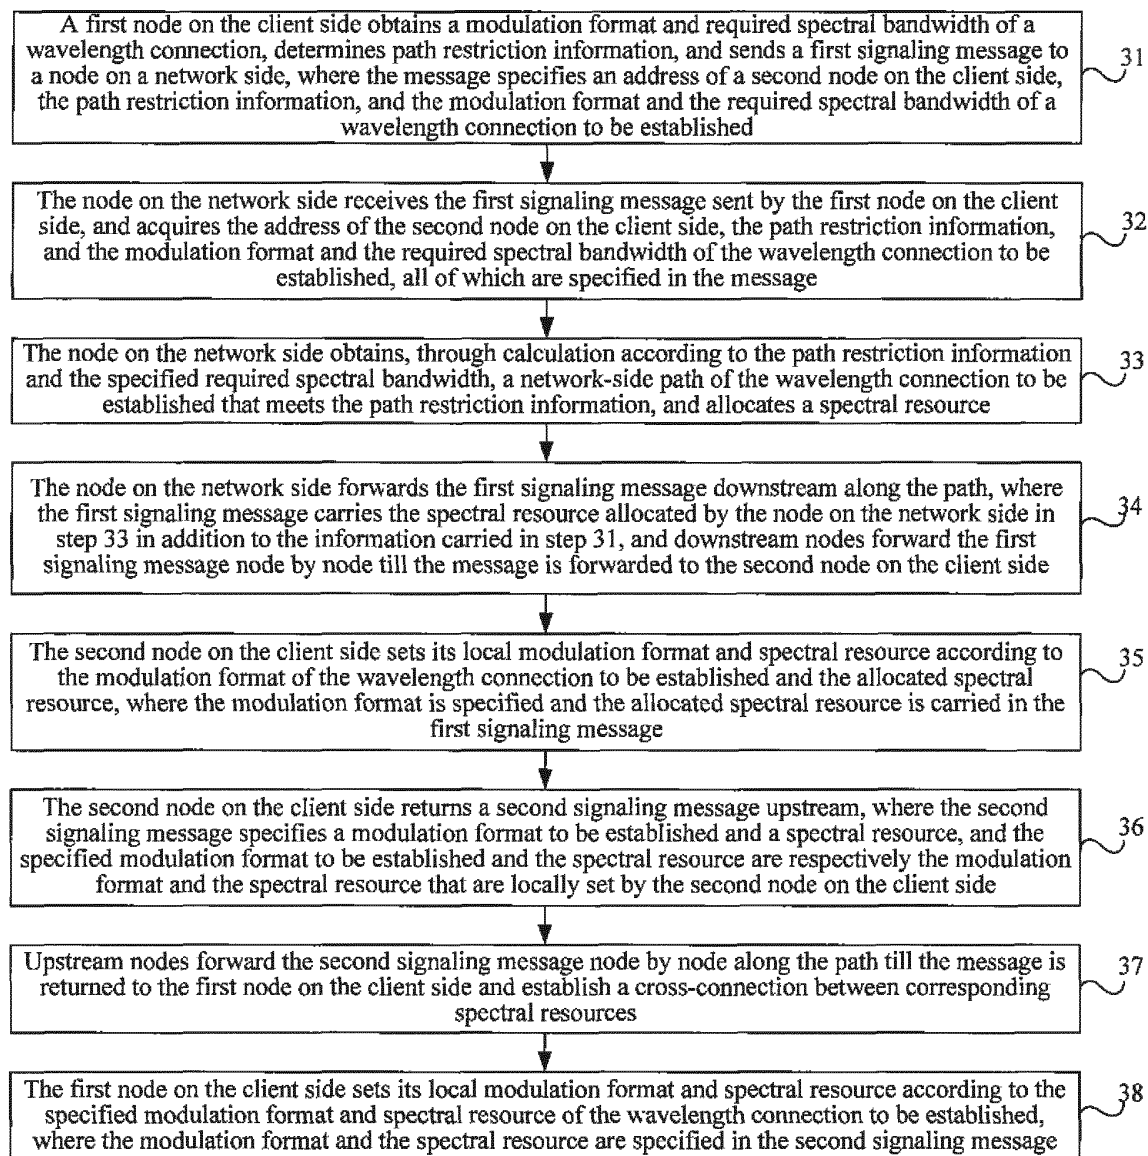 A first node on the client side obtains a modulation format and required spectral bandwidth of a
wavelength connection, determines path restriction information, and sends a first signaling message to
a node on a network side, where the message specifies an address of a second node on the client side,
the path restriction information, and the modulation format and the required spectral bandwidth of a
wavelength connection to be established
31
The node on the network side receives the first signaling message sent by the first node on the client
side, and acquires the address of the second node on the client side, the path restriction information,
and the modulation format and the required spectral bandwidth of the wavelength connection to be
established, all of which are specified in the message
32
The node on the network side obtains, through calculation according to the path restriction information
and the specified required spectral bandwidth, a network-side path of the wavelength connection to be
established that meets the path restriction information, and allocates a spectral resource
33
The node on the network side forwards the first signaling message downstream along the path, where
the first signaling message carries the spectral resource allocated by the node on the network side in
step 33 in addition to the information carried in step 31, and downstream nodes forward the first
signaling message node by node till the message is forwarded to the second node on the client side
34
The second node on the client side sets its local modulation format and spectral resource according to
the modulation format of the wavelength connection to be established and the allocated spectral
resource, where the modulation format is specified and the allocated spectral resource is carried in the
first signaling message
35
The second node on the client side returns a second signaling message upstream, where the second
signaling message specifies a modulation format to be established and a spectral resource, and the
specified modulation format to be established and the spectral resource are respectively the modulation
format and the spectral resource that are locally set by the second node on the client side
36
Upstream nodes forward the second signaling message node by node along the path till the message is
returned to the first node on the client side and establish a cross-connection between corresponding
spectral resources
37
The first node on the client side sets its local modulation format and spectral resource according to the
specified modulation format and spectral resource of the wavelength connection to be established,
where the modulation format and the spectral resource are specified in the second signaling message
38